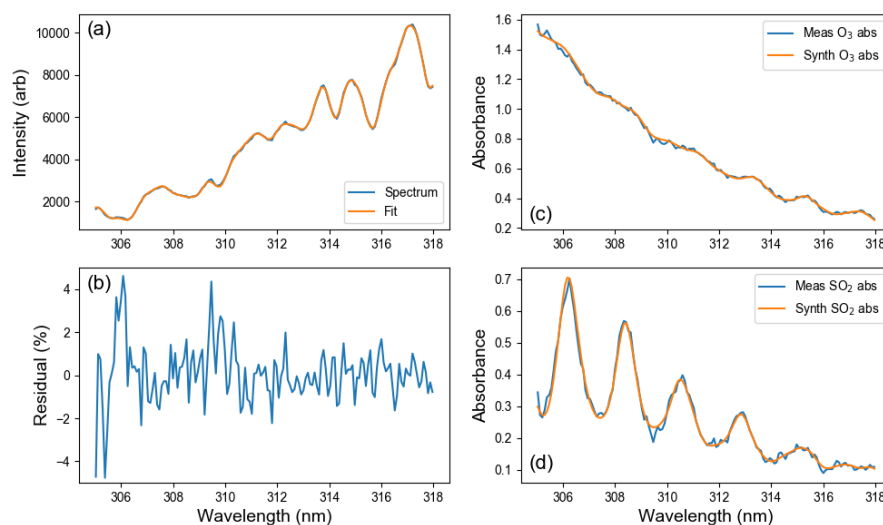 (a)
Intensity (arb)
10000
8000
6000
4000
2000
Spectrum
Fit
306 308 310 312 314 316 318
(c)
Absorbance
1.6
1.4
1.2
1.0
0.8
0.6
0.4
0.2
Meas O3 abs
Synth O3 abs
306 308 310 312 314 316 318
(b)
Residual (%)
4
2
0
−2
−4
306 308 310 312 314 316 318
Wavelength (nm)
(d)
Absorbance
0.7
0.6
0.5
0.4
0.3
0.2
0.1
Meas SO2 abs
Synth SO2 abs
306 308 310 312 314 316 318
Wavelength (nm)